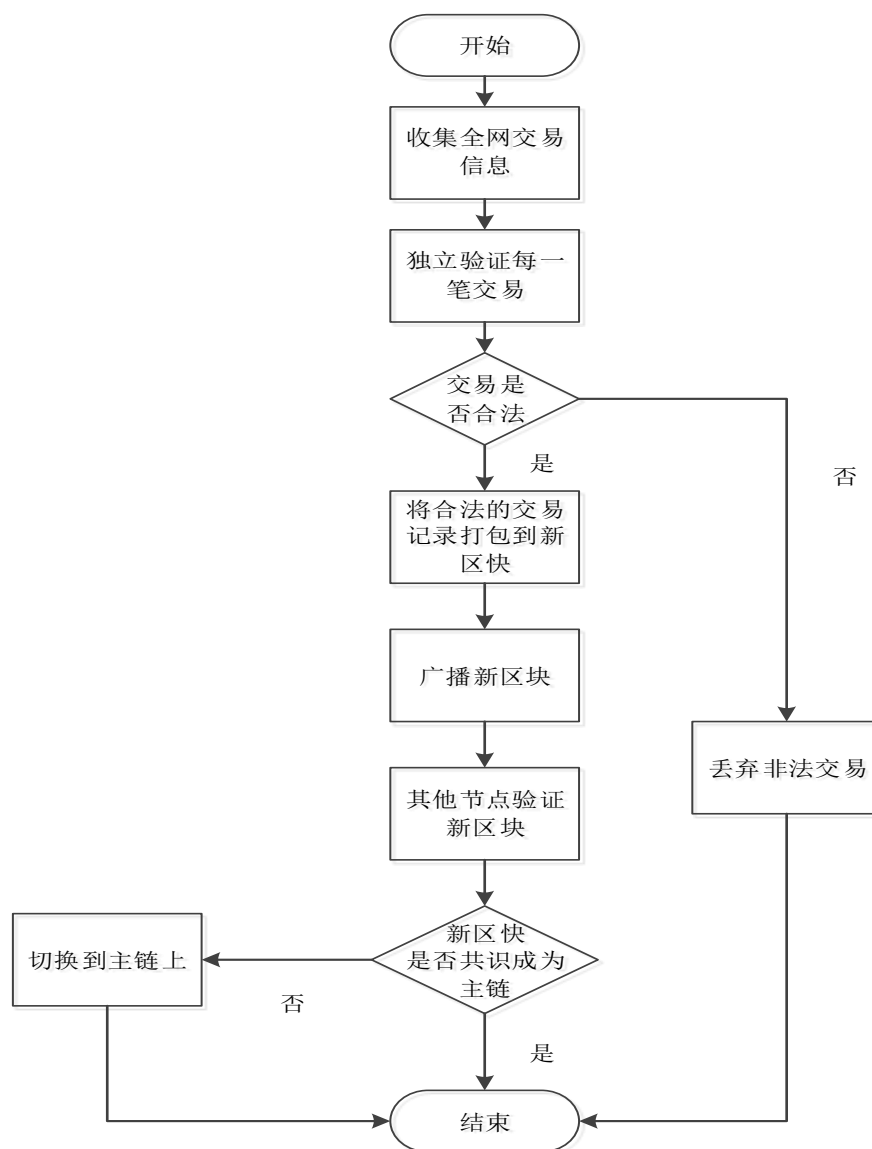 开始
收集全网交易
信息
独立验证每一
笔交易
交易是
否合法
是
否
将合法的交易
记录打包到新
区快
广播新区块
丢弃非法交易
其他节点验证
新区块
新区快
是否共识成为
主链
切换到主链上
否
是
结束